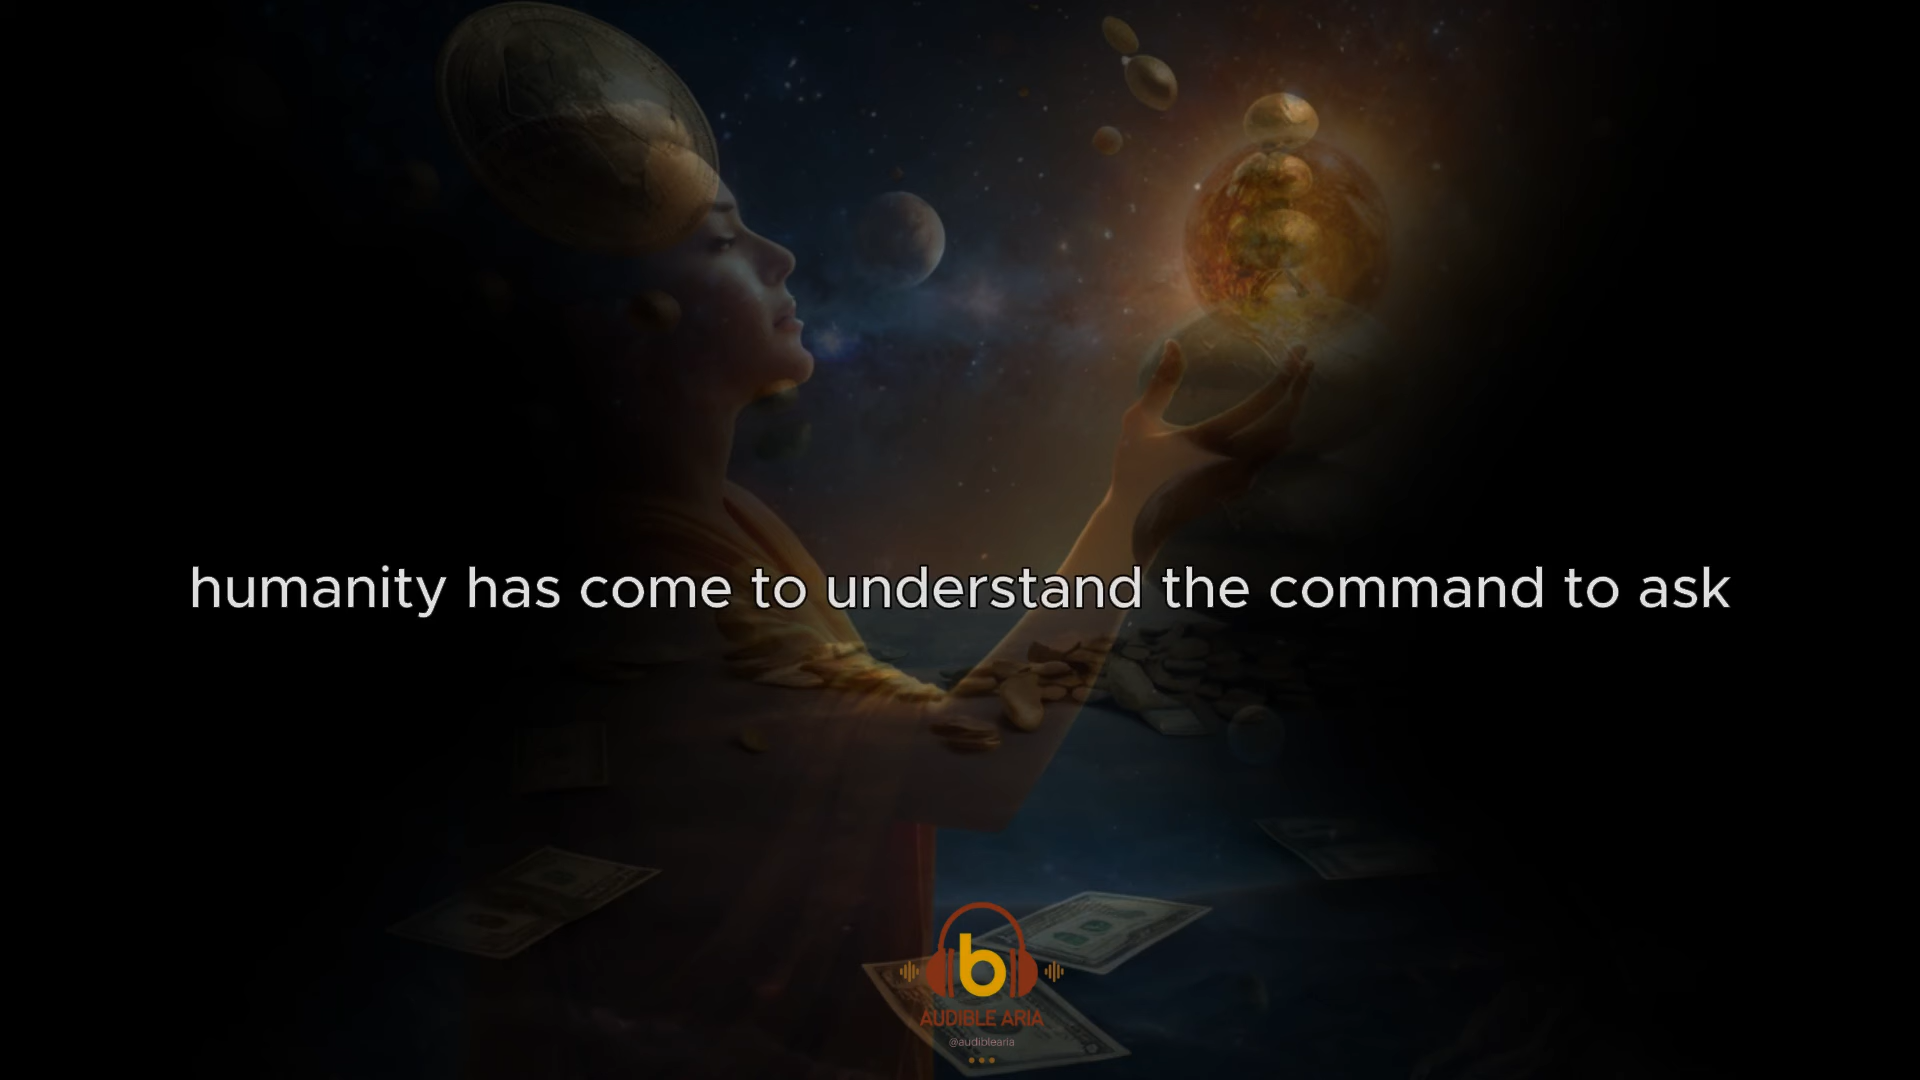 humanity has come to understand the command to ask
b
AUDIBLE ARIA
@audiblearia